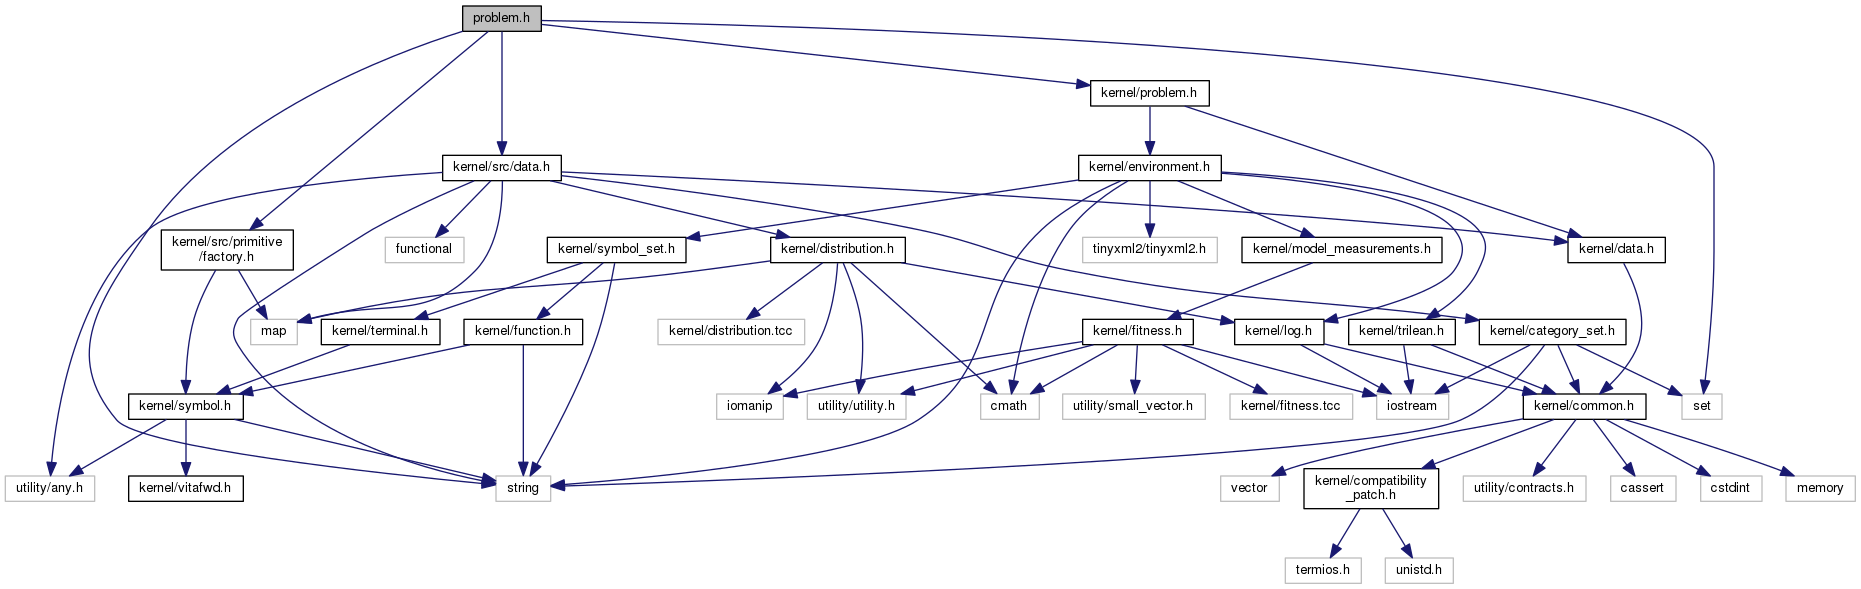 problem.h
kernel/problem.h
kernel/src/data.h
kernel/environment.h
kernel/src/primitive
/factory.h
functional
kernel/symbol_set.h
kernel/distribution.h
tinyxml2/tinyxml2.h
kernel/model_measurements.h
kernel/data.h
map
kernel/terminal.h
kernel/function.h
kernel/distribution.tcc
kernel/fitness.h
kernel/log.h
kernel/trilean.h
kernel/category_set.h
kernel/symbol.h
iomanip
utility/utility.h
cmath
utility/small_vector.h
kernel/fitness.tcc
iostream
kernel/common.h
set
utility/any.h
kernel/vitafwd.h
string
vector
kernel/compatibility
_patch.h
utility/contracts.h
cassert
cstdint
memory
termios.h
unistd.h